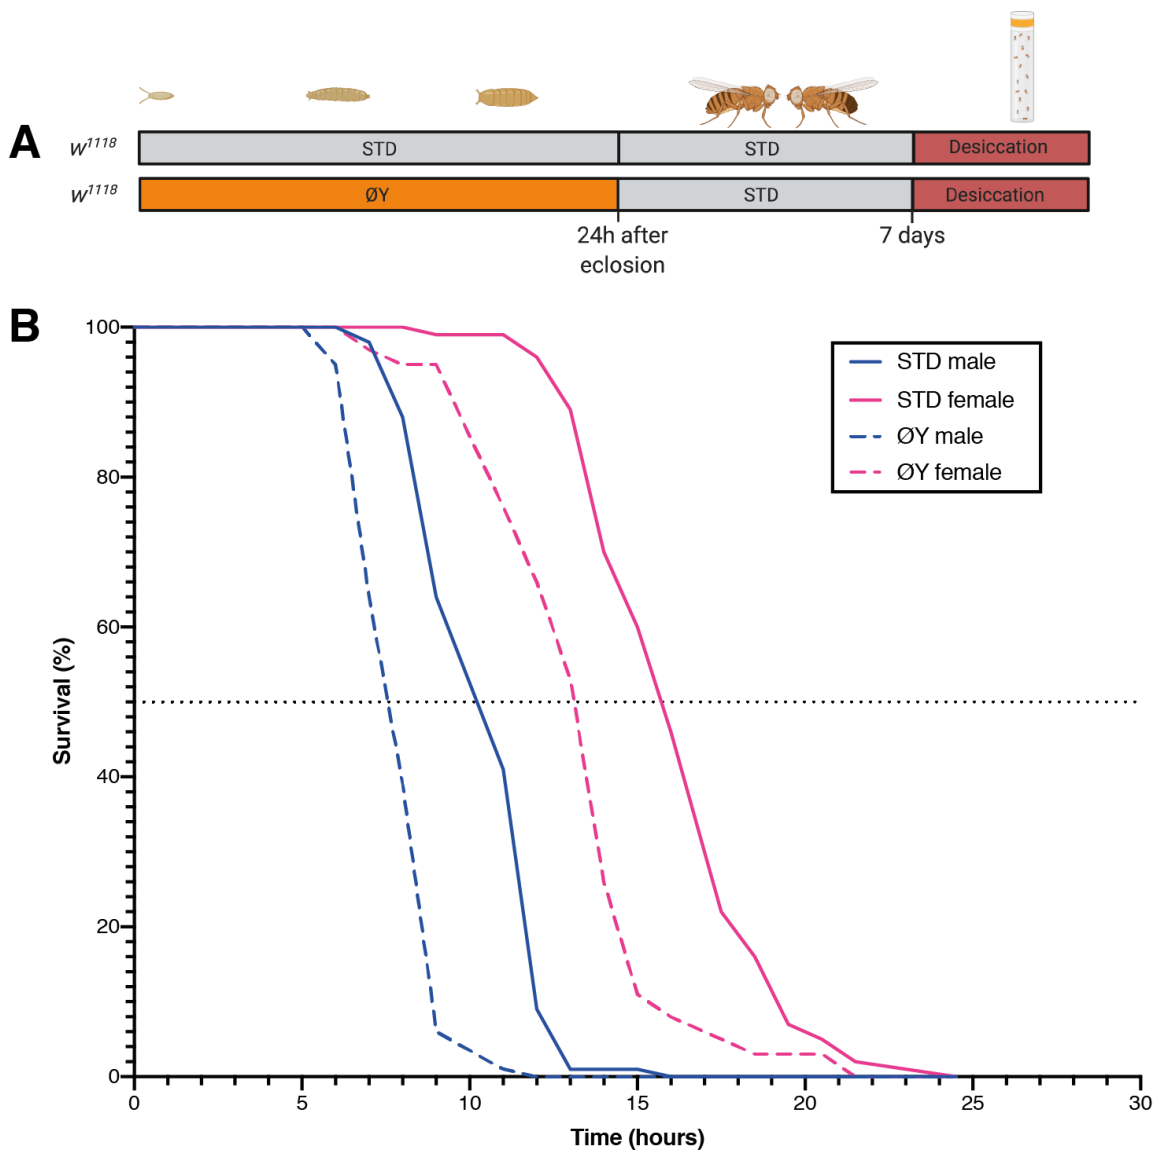 A
w1118
STD
STD
Desiccation
w1118
ØY
STD
Desiccation
24h after
eclosion
7 days
B
100
80
60
40
20
0
Survival (%)
STD male
STD female
ØY male
ØY female
0
5
10
15
20
25
30
Time (hours)